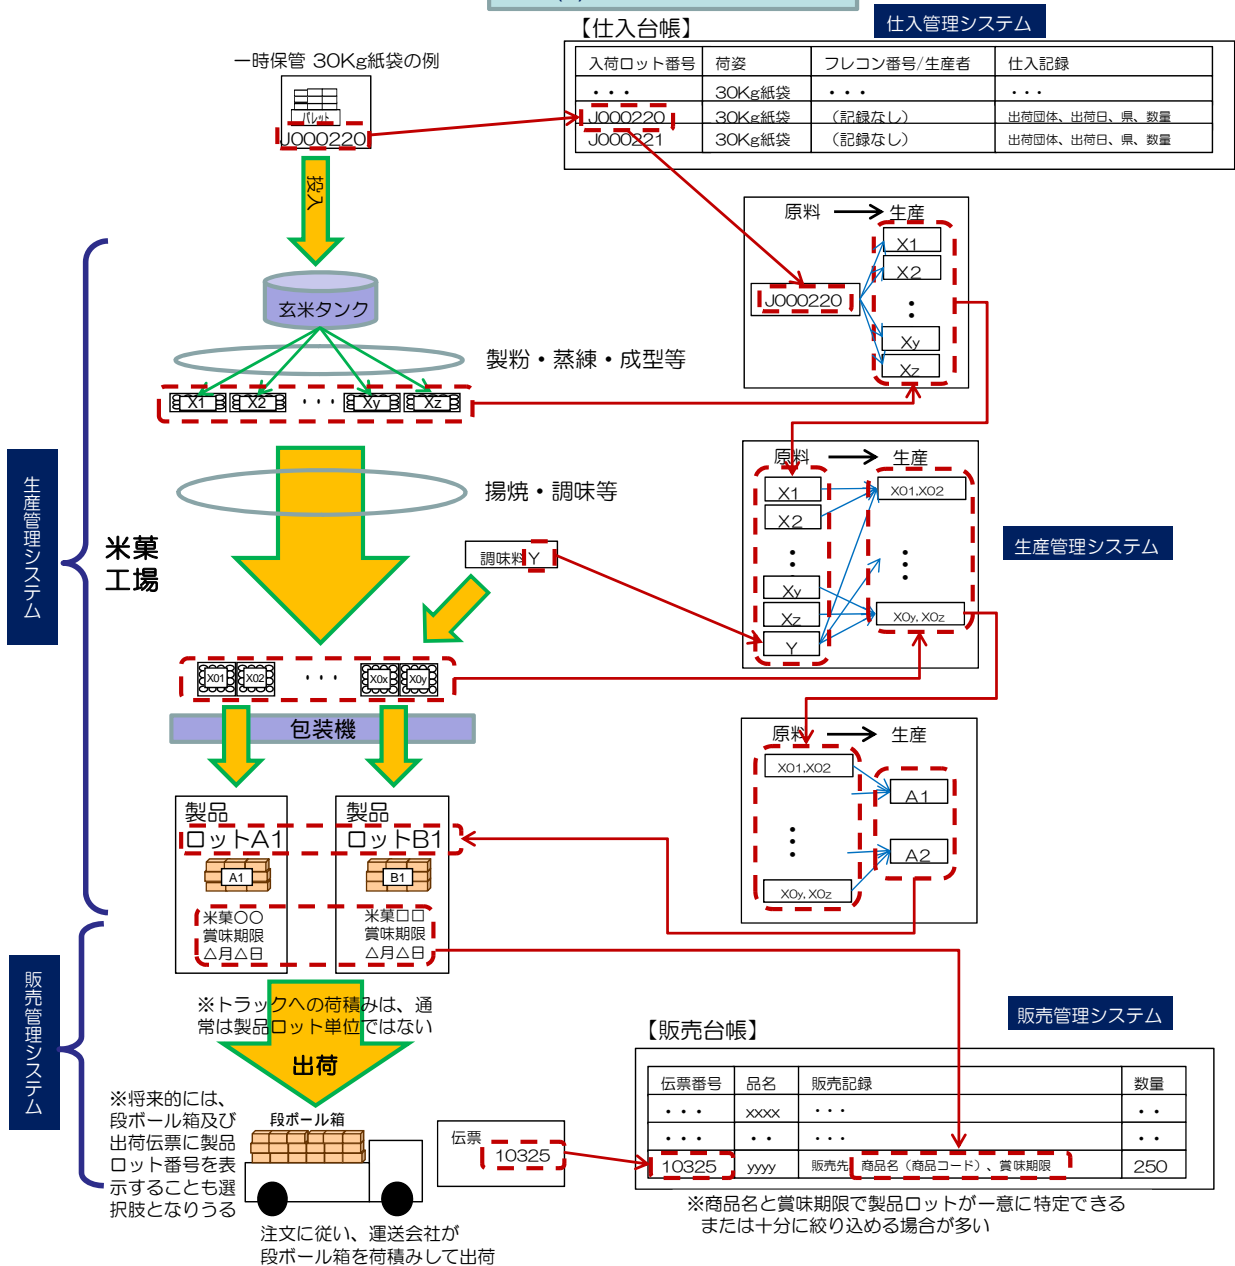 仕入管理システム
【仕入台帳】
入荷ロット番号 荷姿 フレコン番号/生産者 仕入記録
・・・ 30Kg紙袋 ・・・ ・・・
J000220 30Kg紙袋 （記録なし） 出荷団体、出荷日、県、数量
J000221 30Kg紙袋 （記録なし） 出荷団体、出荷日、県、数量
一時保管 30Kg紙袋の例
パレット
J000220
投入
玄米タンク
製粉・蒸練・成型等
X1 X2 ・・・ Xy Xz
原料 生産
J000220
X1
X2
：
Xy
Xz
生産管理システム
米菓
工場
揚焼・調味等
調味料Y
X01 X02 ・・・ X0x X0y
包装機
原料 生産
X1
X2
：
Xy
Xz
Y
X01,X02
：
X0y,X0z
生産管理システム
原料 生産
X01,X02
：
X0y,X0z
A1
A2
製品
ロットA1
A1
米菓〇〇
賞味期限
△月△日
製品
ロットB1
B1
米菓□□
賞味期限
△月△日
販売管理システム
※トラックへの荷積みは、通
常は製品ロット単位ではない
出荷
※将来的には、
段ボール箱及び
出荷伝票に製品
ロット番号を表
示することも選
択肢となりうる
段ボール箱
注文に従い、運送会社が
段ボール箱を荷積みして出荷
伝票
10325
販売管理システム
【販売台帳】
伝票番号 品名 販売記録 数量
・・・ xxxx ・・・ ・・
・・・ ・・ ・・・ ・・
10325 yyyy 販売先、商品名（商品コード）、賞味期限 250
※商品名と賞味期限で製品ロットが一意に特定できる
または十分に絞り込める場合が多い